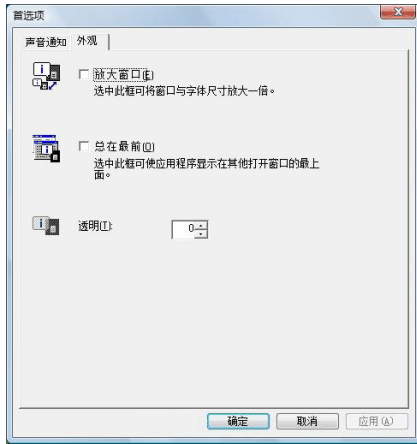 首选项
声音通知 外观
放大窗口(E)
选中此框可将窗口与字体尺寸放大一倍。
总在最前(O)
选中此框可使应用程序显示在其他打开窗口的最上
面。
透明(T): 0
确定 取消 应用(A)